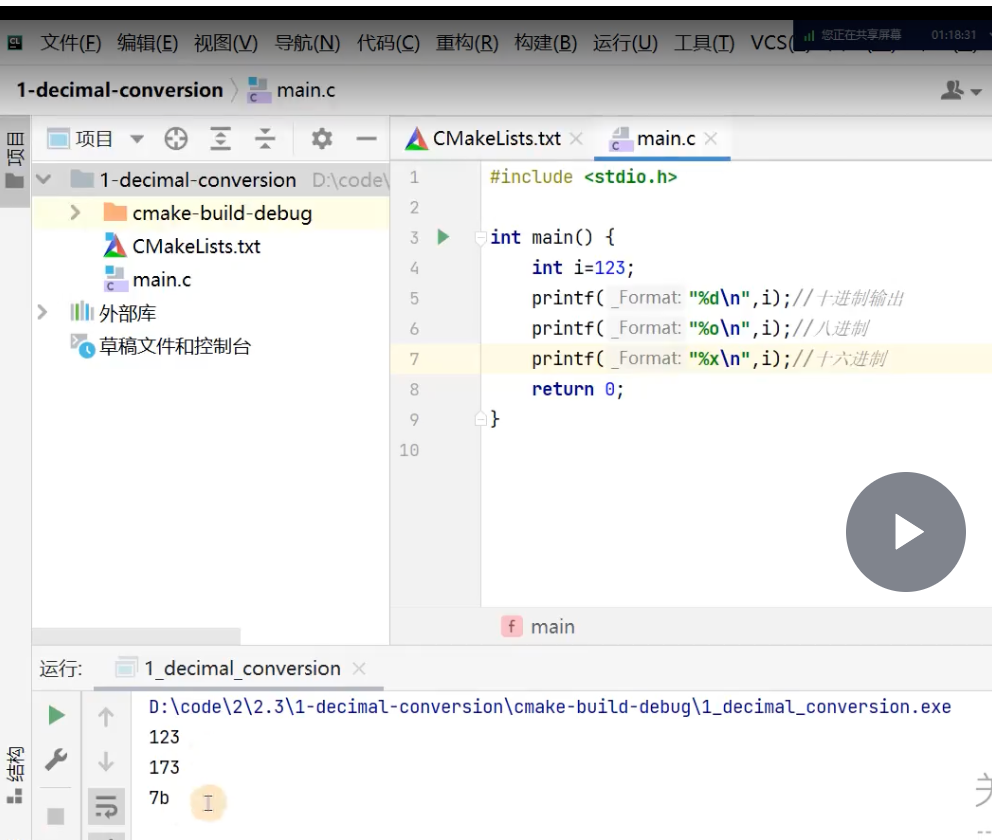 文件(F) 编辑(E) 视图(V) 导航(N) 代码(C) 重构(R) 构建(B) 运行(U) 工具(T) VCS(
您正在共享屏幕 01:18:31
1-decimal-conversion main.c
项目
项目
CMakeLists.txt
main.c
1-decimal-conversion D:\code\
cmake-build-debug
CMakeLists.txt
main.c
外部库
草稿文件和控制台
1 #include <stdio.h>
2
3 int main() {
4 int i=123;
5 printf( _Format: "%d\n",i);//十进制输出
6 printf( _Format: "%o\n",i);//八进制
7 printf( _Format: "%x\n",i);//十六进制
8 return 0;
9 }
10
f main
运行: 1_decimal_conversion
D:\code\2\2.3\1-decimal-conversion\cmake-build-debug\1_decimal_conversion.exe
123
173
7b
结构